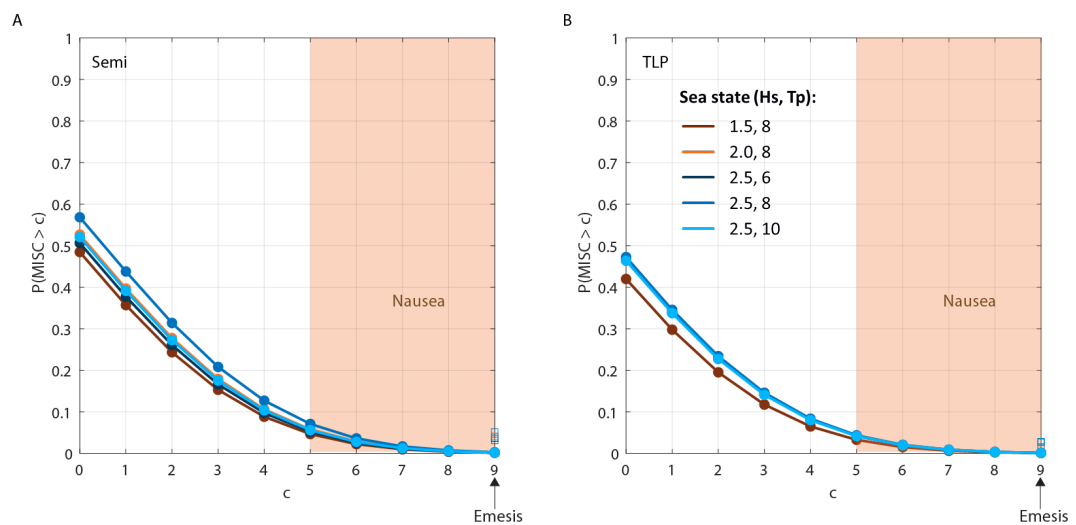 A
Semi
P(MISC > c)
1
0.9
0.8
0.7
0.6
0.5
0.4
0.3
0.2
0.1
0
Nausea
0 1 2 3 4 5 6 7 8 9
c
Emesis
B
TLP
Sea state (Hs, Tp):
1.5, 8
2.0, 8
2.5, 6
2.5, 8
2.5, 10
P(MISC > c)
1
0.9
0.8
0.7
0.6
0.5
0.4
0.3
0.2
0.1
0
Nausea
0 1 2 3 4 5 6 7 8 9
c
Emesis